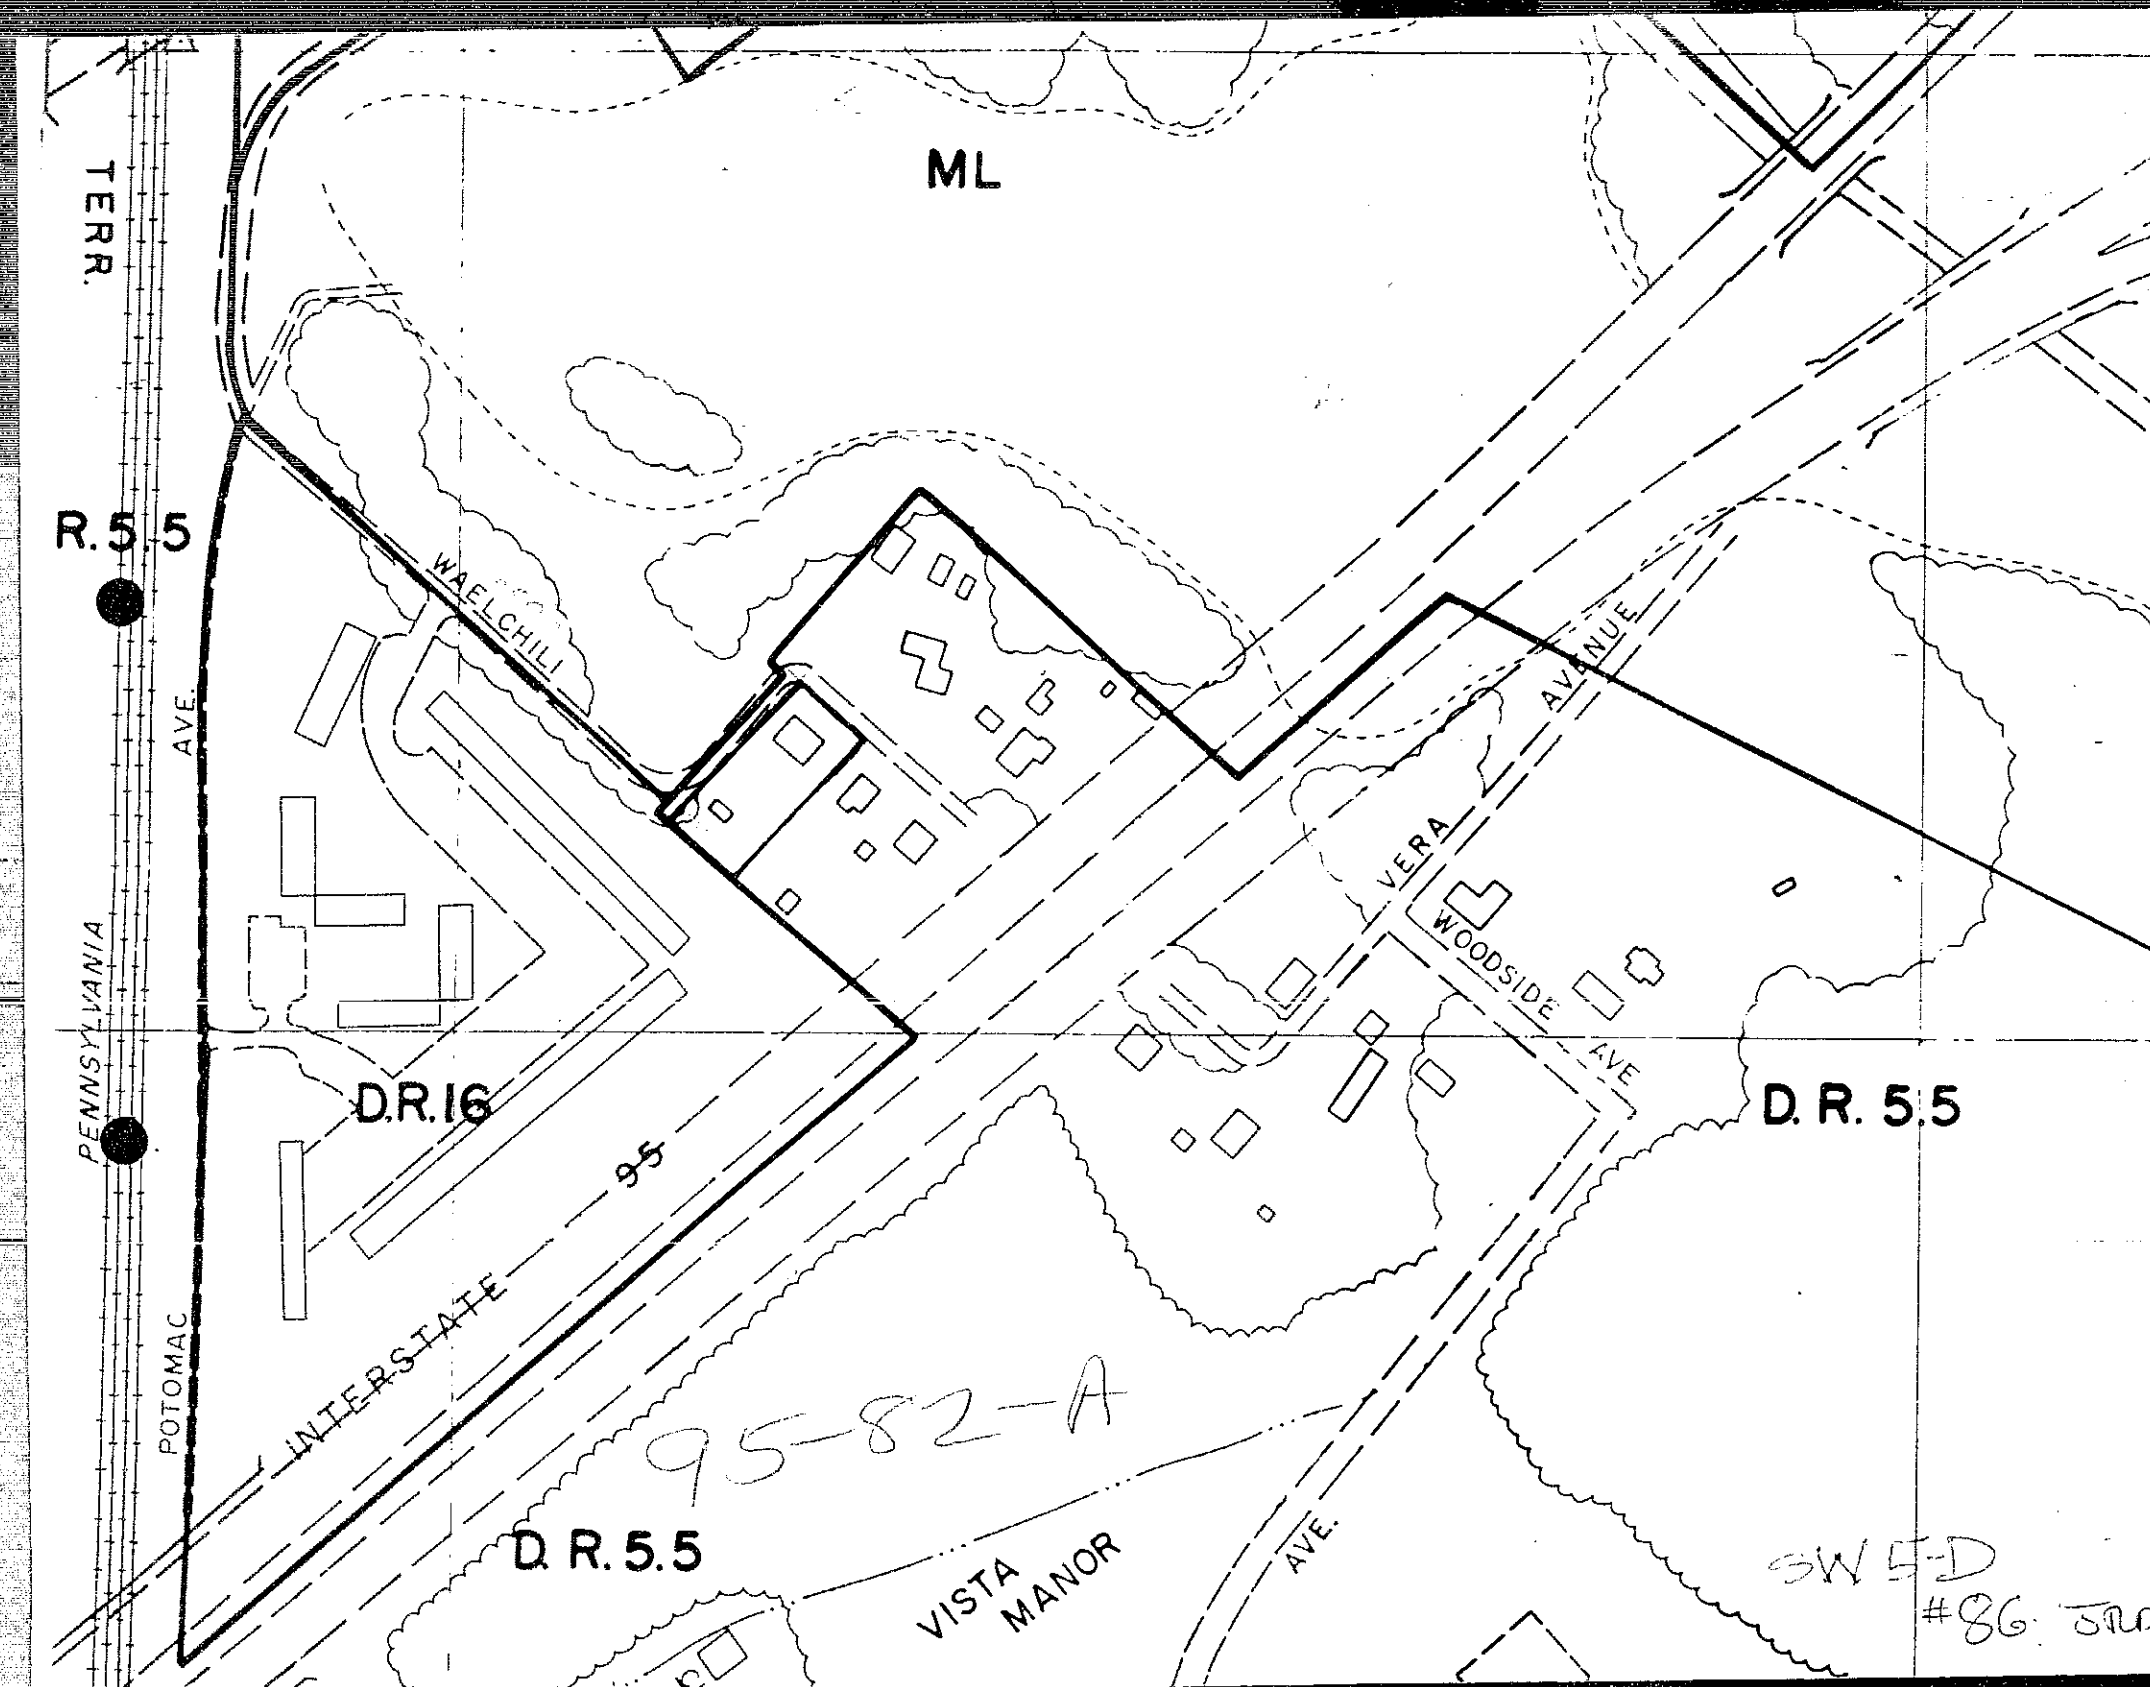 TERR.
ML
R. 5.5
WAELCHILI
AVENUE
AVE.
VERA
WOODSIDE
AVE
PENNSYLVANIA
D.R.16
D. R. 5.5
95
INTERSTATE
POTOMAC
95-82-A
D. R. 5.5
VISTA
MANOR
AVE.
SW 5-D
#86